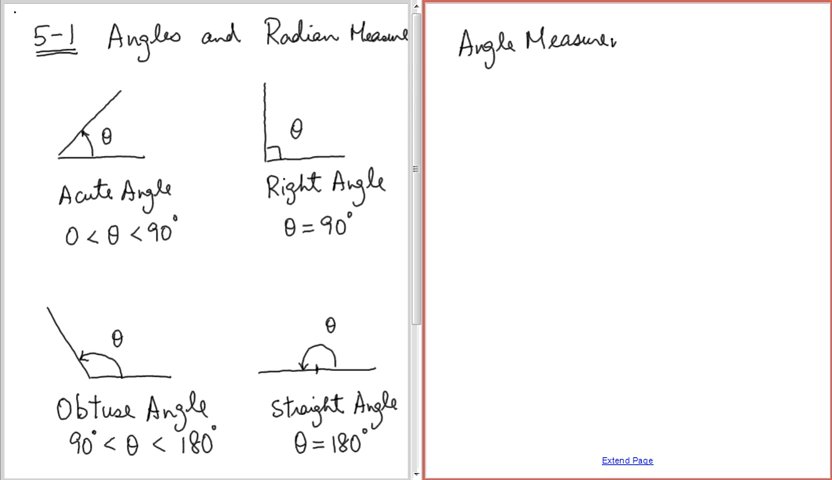 5-1 Angles and Radian Measure
θ
θ
Acute Angle
0 < θ < 90°
Right Angle
θ = 90°
θ
θ
Obtuse Angle
90° < θ < 180°
Straight Angle
θ = 180°
Angle Measure
Extend Page